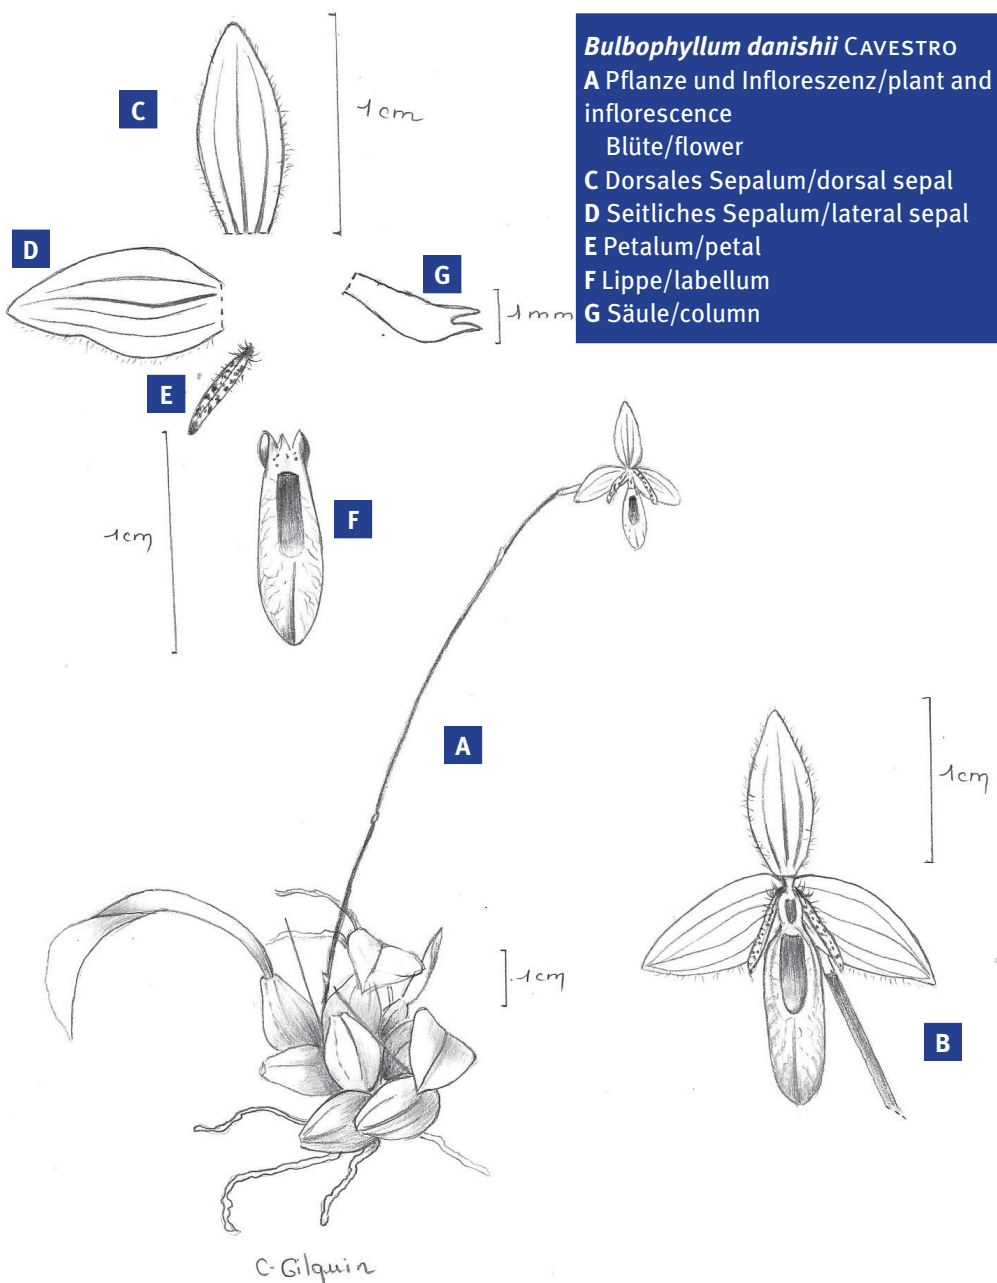 Bulbophyllum danishii CAVESTRO
A Pflanze und Infloreszenz/plant and
inflorescence
Blüte/flower
C Dorsales Sepalum/dorsal sepal
D Seitliches Sepalum/lateral sepal
E Petalum/petal
F Lippe/labellum
G Säule/column
C
1cm
D
G
1mm
E
F
1cm
A
1cm
1cm
B
C-Gilquin